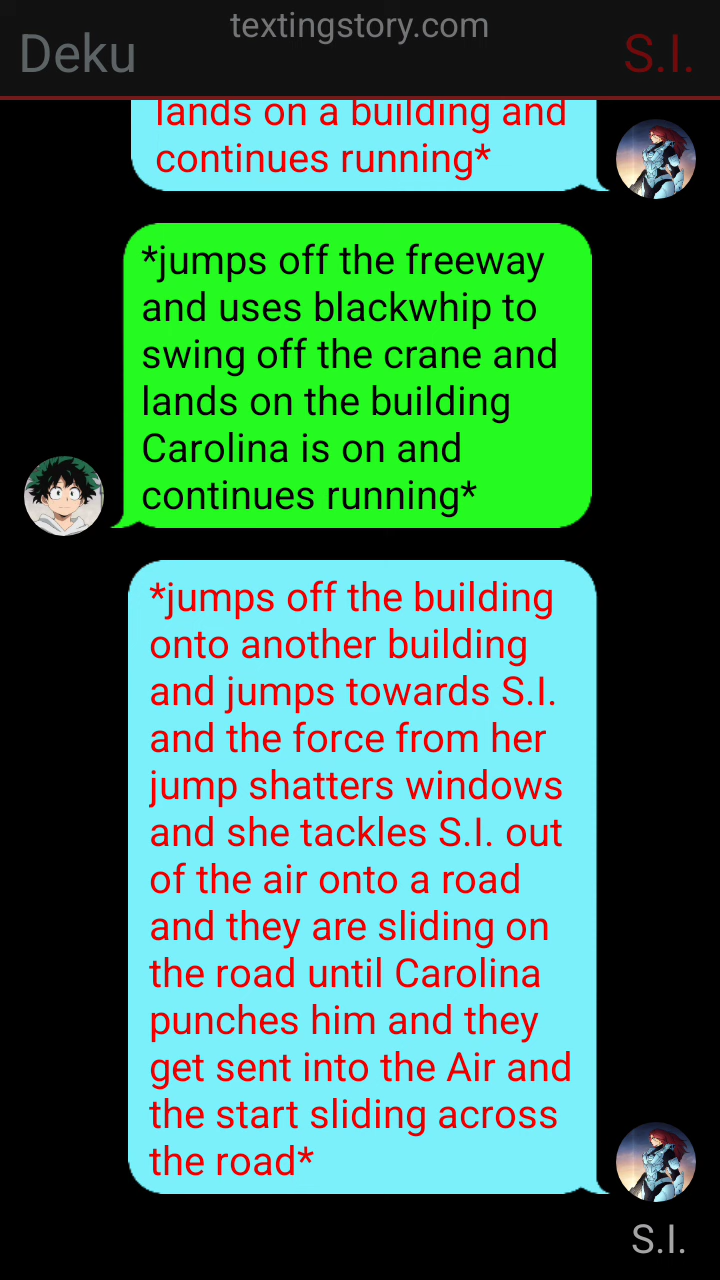 textingstory.com
Deku
S.I.
lands on a building and
continues running*
*jumps off the freeway
and uses blackwhip to
swing off the crane and
lands on the building
Carolina is on and
continues running*
*jumps off the building
onto another building
and jumps towards S.I.
and the force from her
jump shatters windows
and she tackles S.I. out
of the air onto a road
and they are sliding on
the road until Carolina
punches him and they
get sent into the Air and
the start sliding across
the road*
S.I.